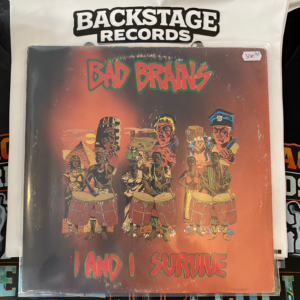 BACKSTAGE
RECORDS
BAD BRAINS
I AND I SURVIVE